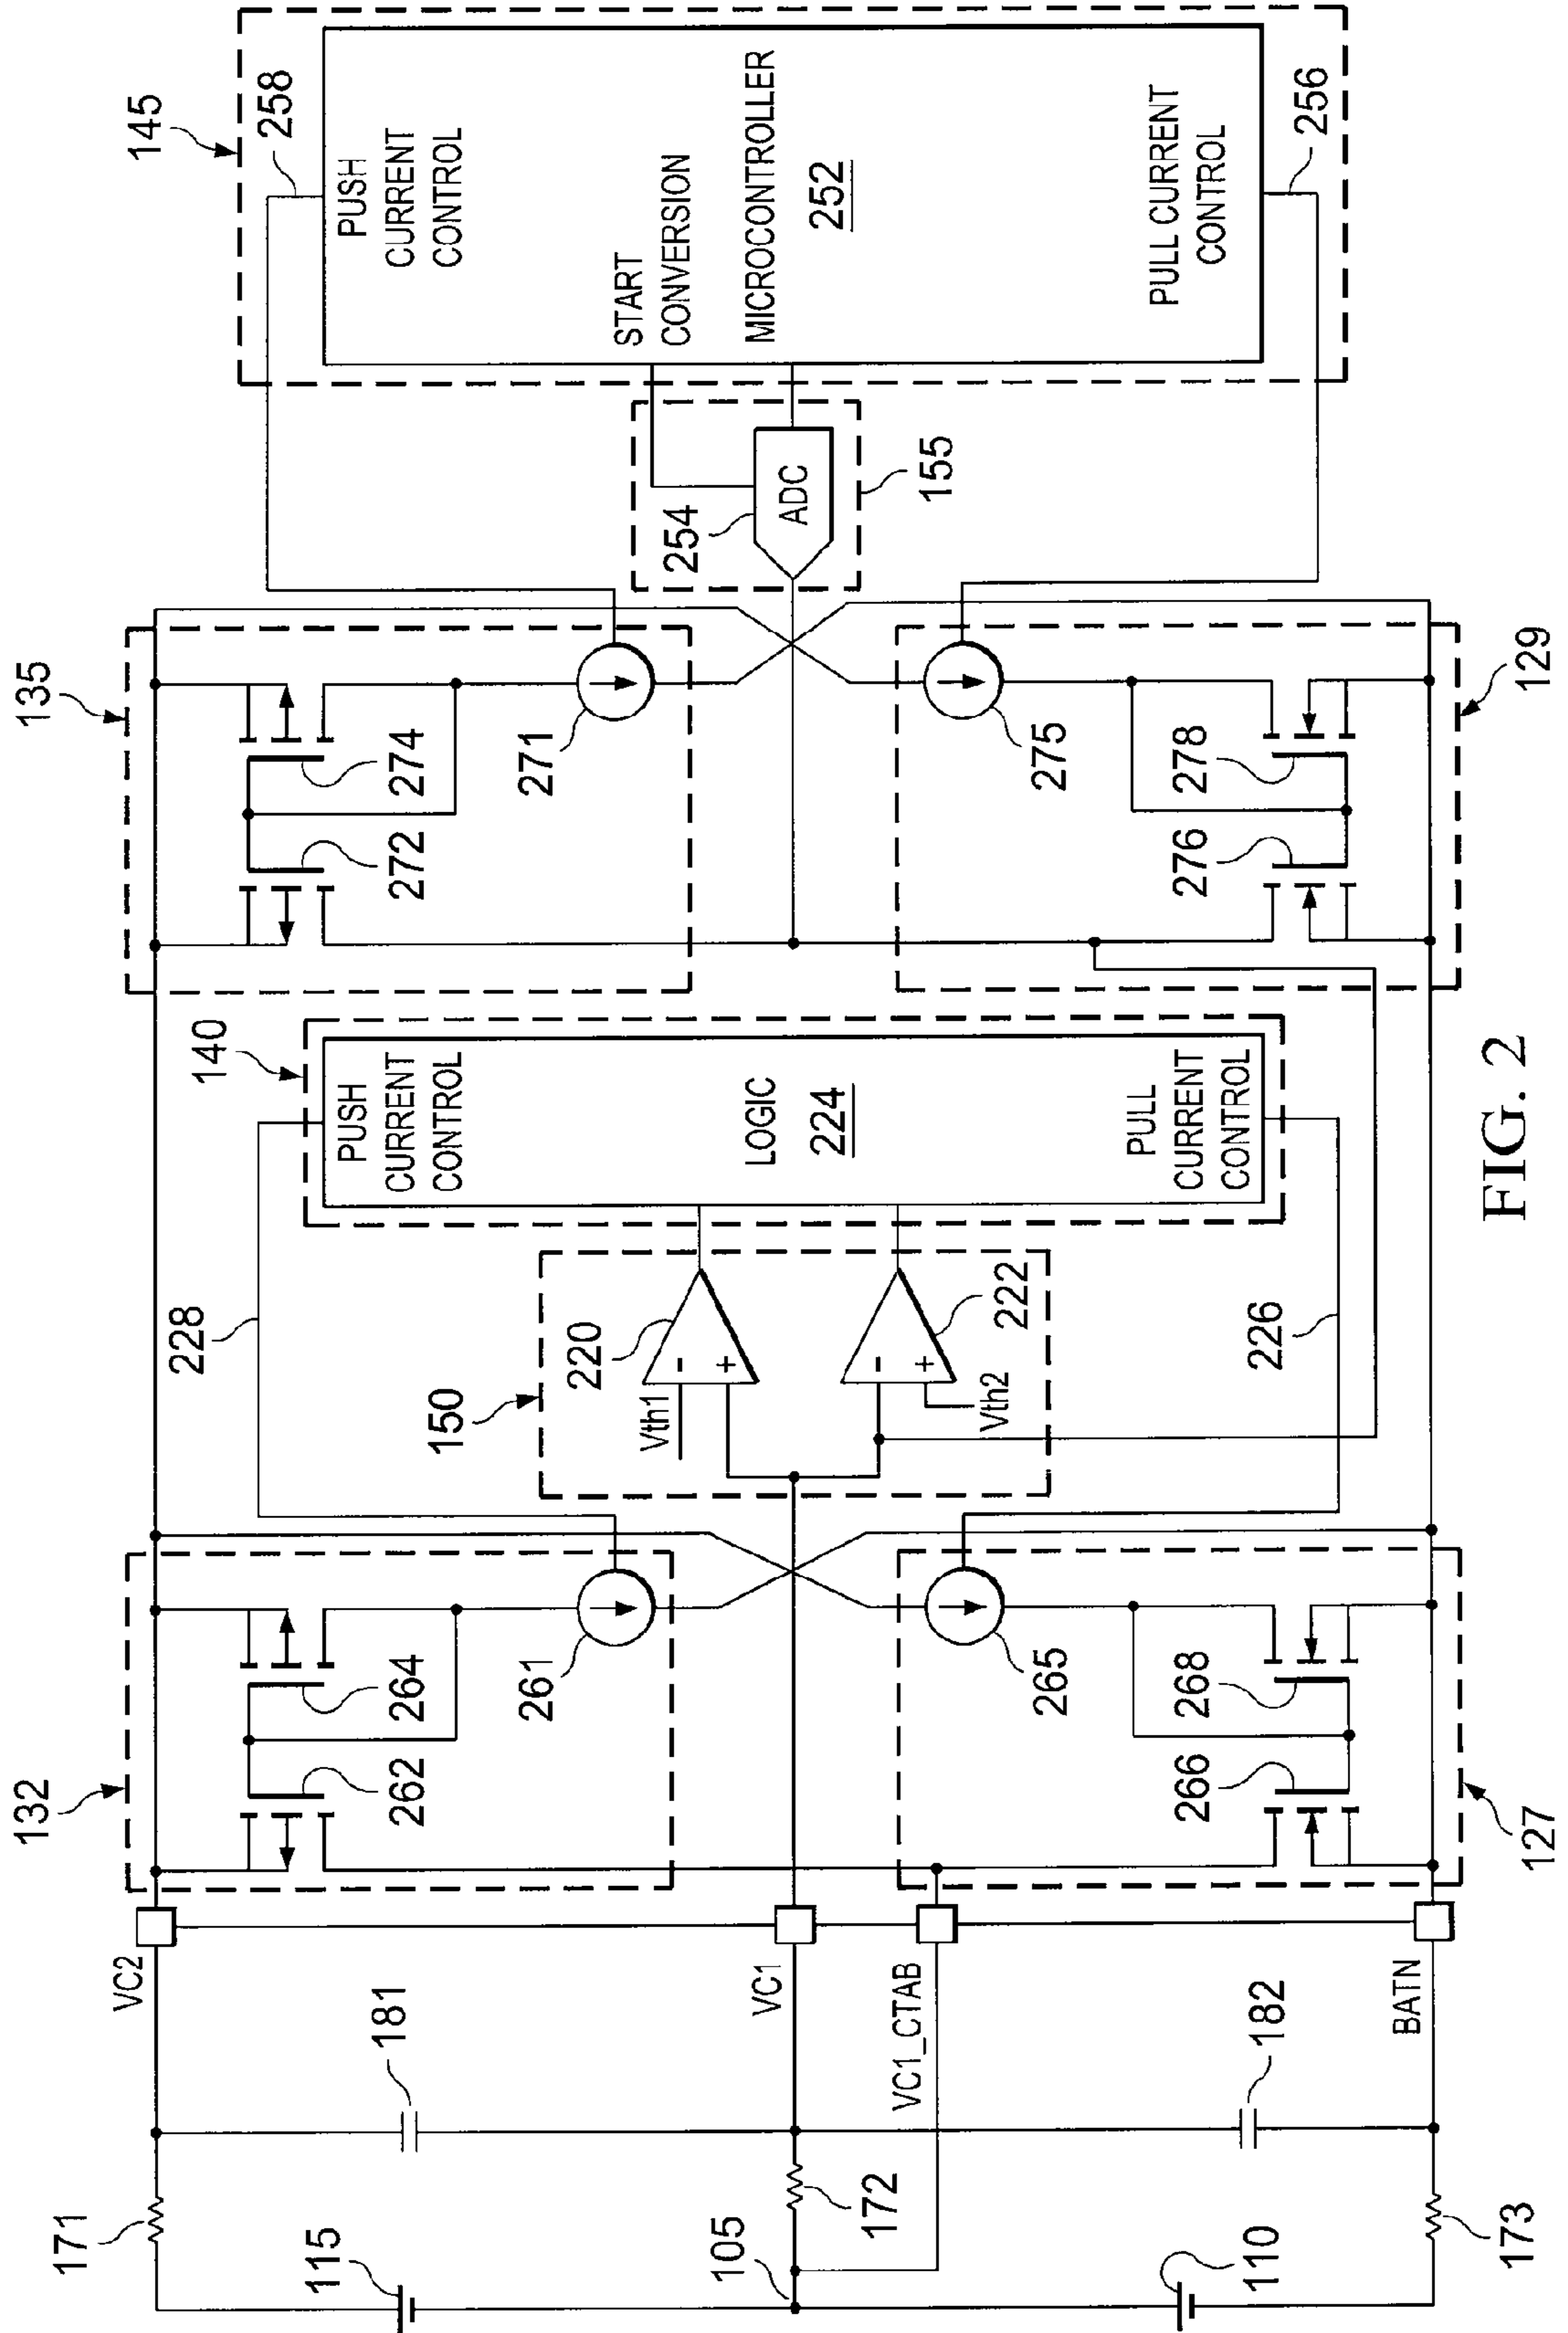 171
115
105
172
110
173
181
182
VC2
VC1
VC1_CTAB
BATN
132
262
264
261
127
266
268
265
228
226
150
220
222
Vth1
-
+
-
+
Vth2
140
PUSH
CURRENT
CONTROL
LOGIC
224
PULL
CURRENT
CONTROL
135
272
274
271
129
276
278
275
254
ADC
155
145
258
PUSH
CURRENT
CONTROL
START
CONVERSION
MICROCONTROLLER
252
PULL CURRENT
CONTROL
256
FIG. 2